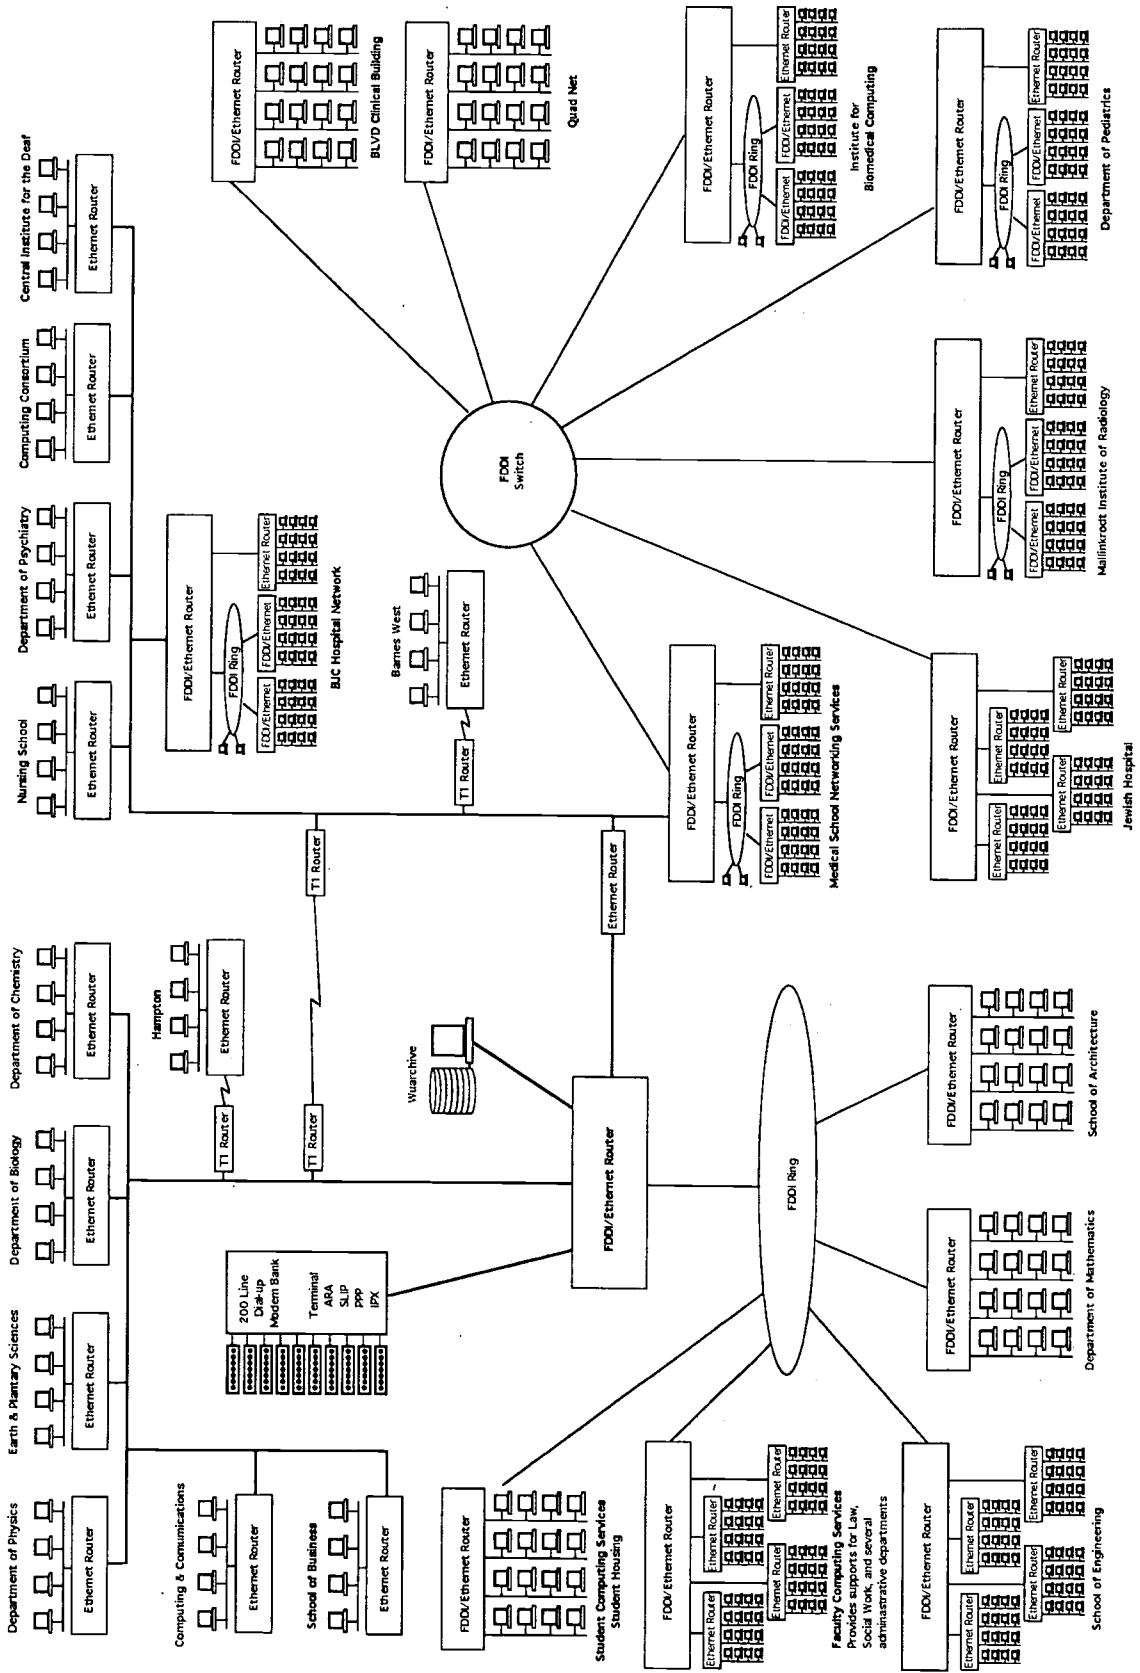 Department of Physics
Ethernet Router
Earth & Plantary Sciences
Ethernet Router
Department of Biology
Ethernet Router
Department of Chemistry
Ethernet Router
Nursing School
Ethernet Router
Department of Psychiatry
Ethernet Router
Computing Consortium
Ethernet Router
Central Institute for the Deaf
Ethernet Router
Computing & Comunications
Ethernet Router
School of Business
Ethernet Router
200 Line
Dial-up
Modem Bank
Terminal
ARA
SLIP
PPP
IPX
Hampton
Ethernet Router
T1 Router
T1 Router
T1 Router
FDDI/Ethernet Router
FDDI Ring
FDDI/Ethernet
FDDI/Ethernet
Ethernet Router
BJC Hospital Network
FDDI/Ethernet Router
BLVD Clinical Building
Barnes West
Ethernet Router
T1 Router
FDDI/Ethernet Router
Quad Net
Wuarchive
FDDI
Switch
FDDI/Ethernet Router
Student Computing Services
Student Housing
FDDI/Ethernet Router
Ethernet Router
FDDI/Ethernet Router
FDDI Ring
FDDI/Ethernet
FDDI/Ethernet
Ethernet Router
Medical School Networking Services
FDDI/Ethernet Router
FDDI Ring
FDDI/Ethernet
FDDI/Ethernet
Ethernet Router
Institute for
Biomedical Computing
FDDI/Ethernet Router
Ethernet Router
Ethernet Router
Ethernet Router
Ethernet Router
Faculty Computing Services
Provides supports for Law,
Social Work, and several
adminastrative departments
FDDI Ring
FDDI/Ethernet Router
Ethernet Router
Ethernet Router
Ethernet Router
Ethernet Router
School of Engineering
FDDI/Ethernet Router
Department of Mathematics
FDDI/Ethernet Router
School of Architecture
FDDI/Ethernet Router
Ethernet Router
Ethernet Router
Ethernet Router
Ethernet Router
Jewish Hospital
FDDI/Ethernet Router
FDDI Ring
FDDI/Ethernet
FDDI/Ethernet
Ethernet Router
Mallinkrodt Institute of Radiology
FDDI/Ethernet Router
FDDI Ring
FDDI/Ethernet
FDDI/Ethernet
Ethernet Router
Department of Pediatrics